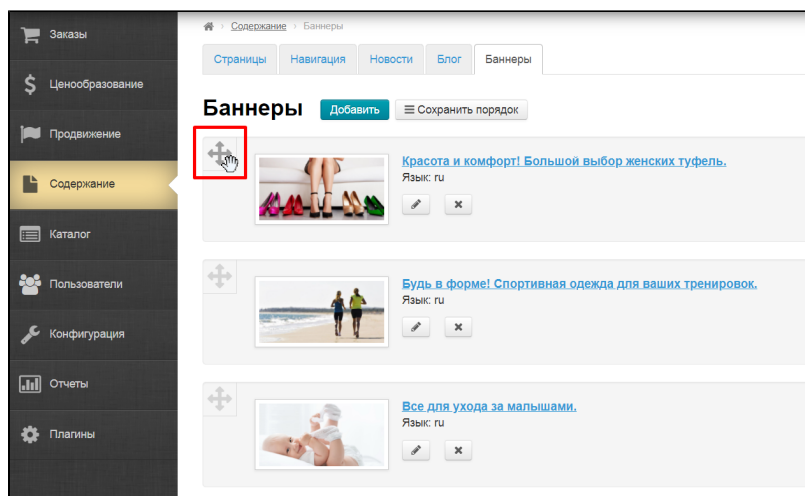 Заказы
Ценообразование
Продвижение
Содержание
Каталог
Пользователи
Конфигурация
Отчеты
Плагины
Содержание › Баннеры
Страницы Навигация Новости Блог Баннеры
Баннеры Добавить Сохранить порядок
Красота и комфорт! Большой выбор женских туфель.
Язык: ru
Будь в форме! Спортивная одежда для ваших тренировок.
Язык: ru
Все для ухода за малышами.
Язык: ru